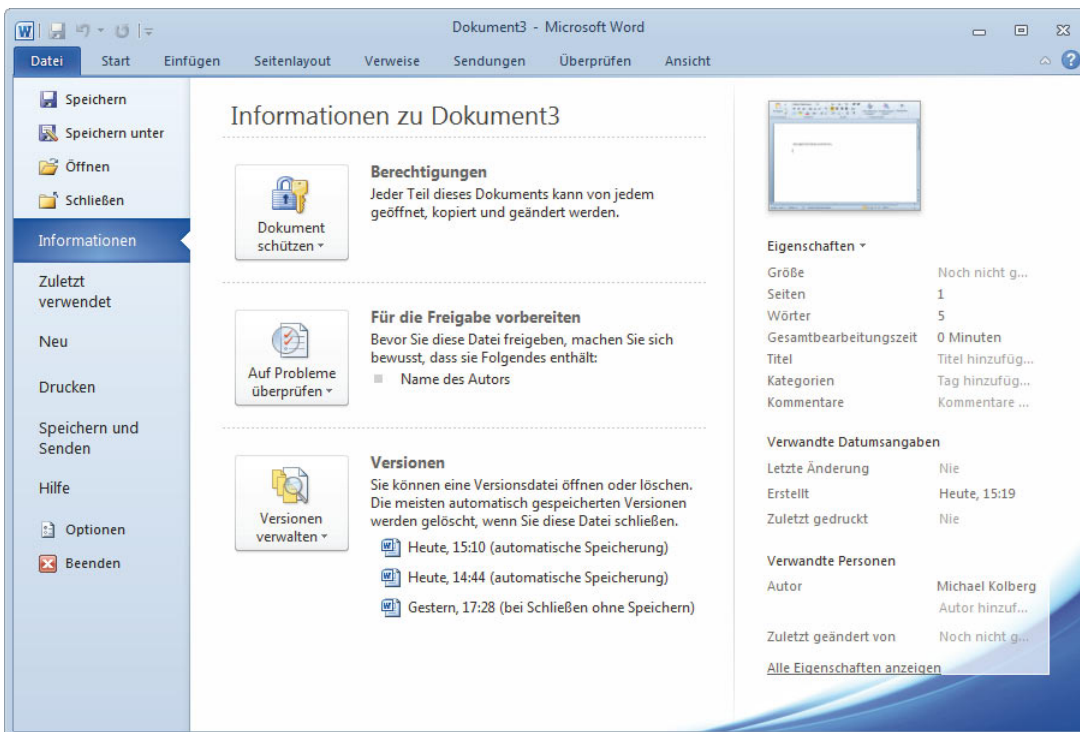 Dokument3 - Microsoft Word
Datei Start Einfügen Seitenlayout Verweise Sendungen Überprüfen Ansicht
Speichern
Speichern unter
Öffnen
Schließen
Informationen
Zuletzt
verwendet
Neu
Drucken
Speichern und
Senden
Hilfe
Optionen
Beenden
Informationen zu Dokument3
Dokument
schützen
Berechtigungen
Jeder Teil dieses Dokuments kann von jedem
geöffnet, kopiert und geändert werden.
Auf Probleme
überprüfen
Für die Freigabe vorbereiten
Bevor Sie diese Datei freigeben, machen Sie sich
bewusst, dass sie Folgendes enthält:
Name des Autors
Versionen
verwalten
Versionen
Sie können eine Versionsdatei öffnen oder löschen.
Die meisten automatisch gespeicherten Versionen
werden gelöscht, wenn Sie diese Datei schließen.
Heute, 15:10 (automatische Speicherung)
Heute, 14:44 (automatische Speicherung)
Gestern, 17:28 (bei Schließen ohne Speichern)
Eigenschaften
Größe Noch nicht g...
Seiten 1
Wörter 5
Gesamtbearbeitungszeit 0 Minuten
Titel Titel hinzufüg...
Kategorien Tag hinzufüg...
Kommentare Kommentare ...
Verwandte Datumsangaben
Letzte Änderung Nie
Erstellt Heute, 15:19
Zuletzt gedruckt Nie
Verwandte Personen
Autor Michael Kolberg
Autor hinzuf...
Zuletzt geändert von Noch nicht g...
Alle Eigenschaften anzeigen